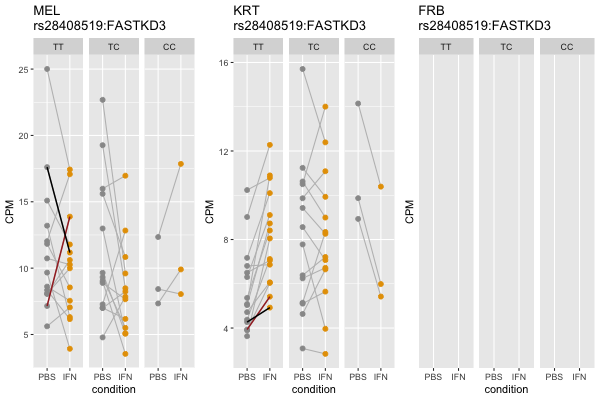 MEL
rs28408519:FASTKD3
TT TC CC
25
20
15
10
5
CPM
PBS IFN PBS IFN PBS IFN
condition
KRT
rs28408519:FASTKD3
TT TC CC
16
12
8
4
CPM
PBS IFN PBS IFN PBS IFN
condition
FRB
rs28408519:FASTKD3
TT TC CC
CPM
PBS IFN PBS IFN PBS IFN
condition